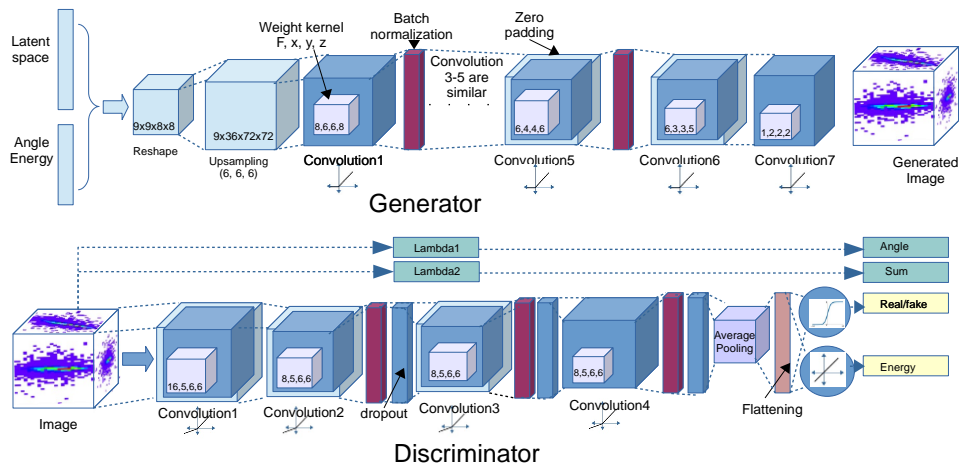 Latent
space
Angle
Energy
9x9x8x8
Reshape
9x36x72x72
Upsampling
(6, 6, 6)
Weight kernel
F, x, y, z
8,6,6,8
Convolution1
Batch
normalization
Convolution
3-5 are
similar
. . . . . .
Zero
padding
6,4,4,6
Convolution5
6,3,3,5
Convolution6
1,2,2,2
Convolution7
Generated
Image
Generator
Lambda1
Angle
Lambda2
Sum
Real/fake
Energy
Image
16,5,6,6
Convolution1
8,5,6,6
Convolution2
dropout
8,5,6,6
Convolution3
8,5,6,6
Convolution4
Average
Pooling
Flattening
Discriminator